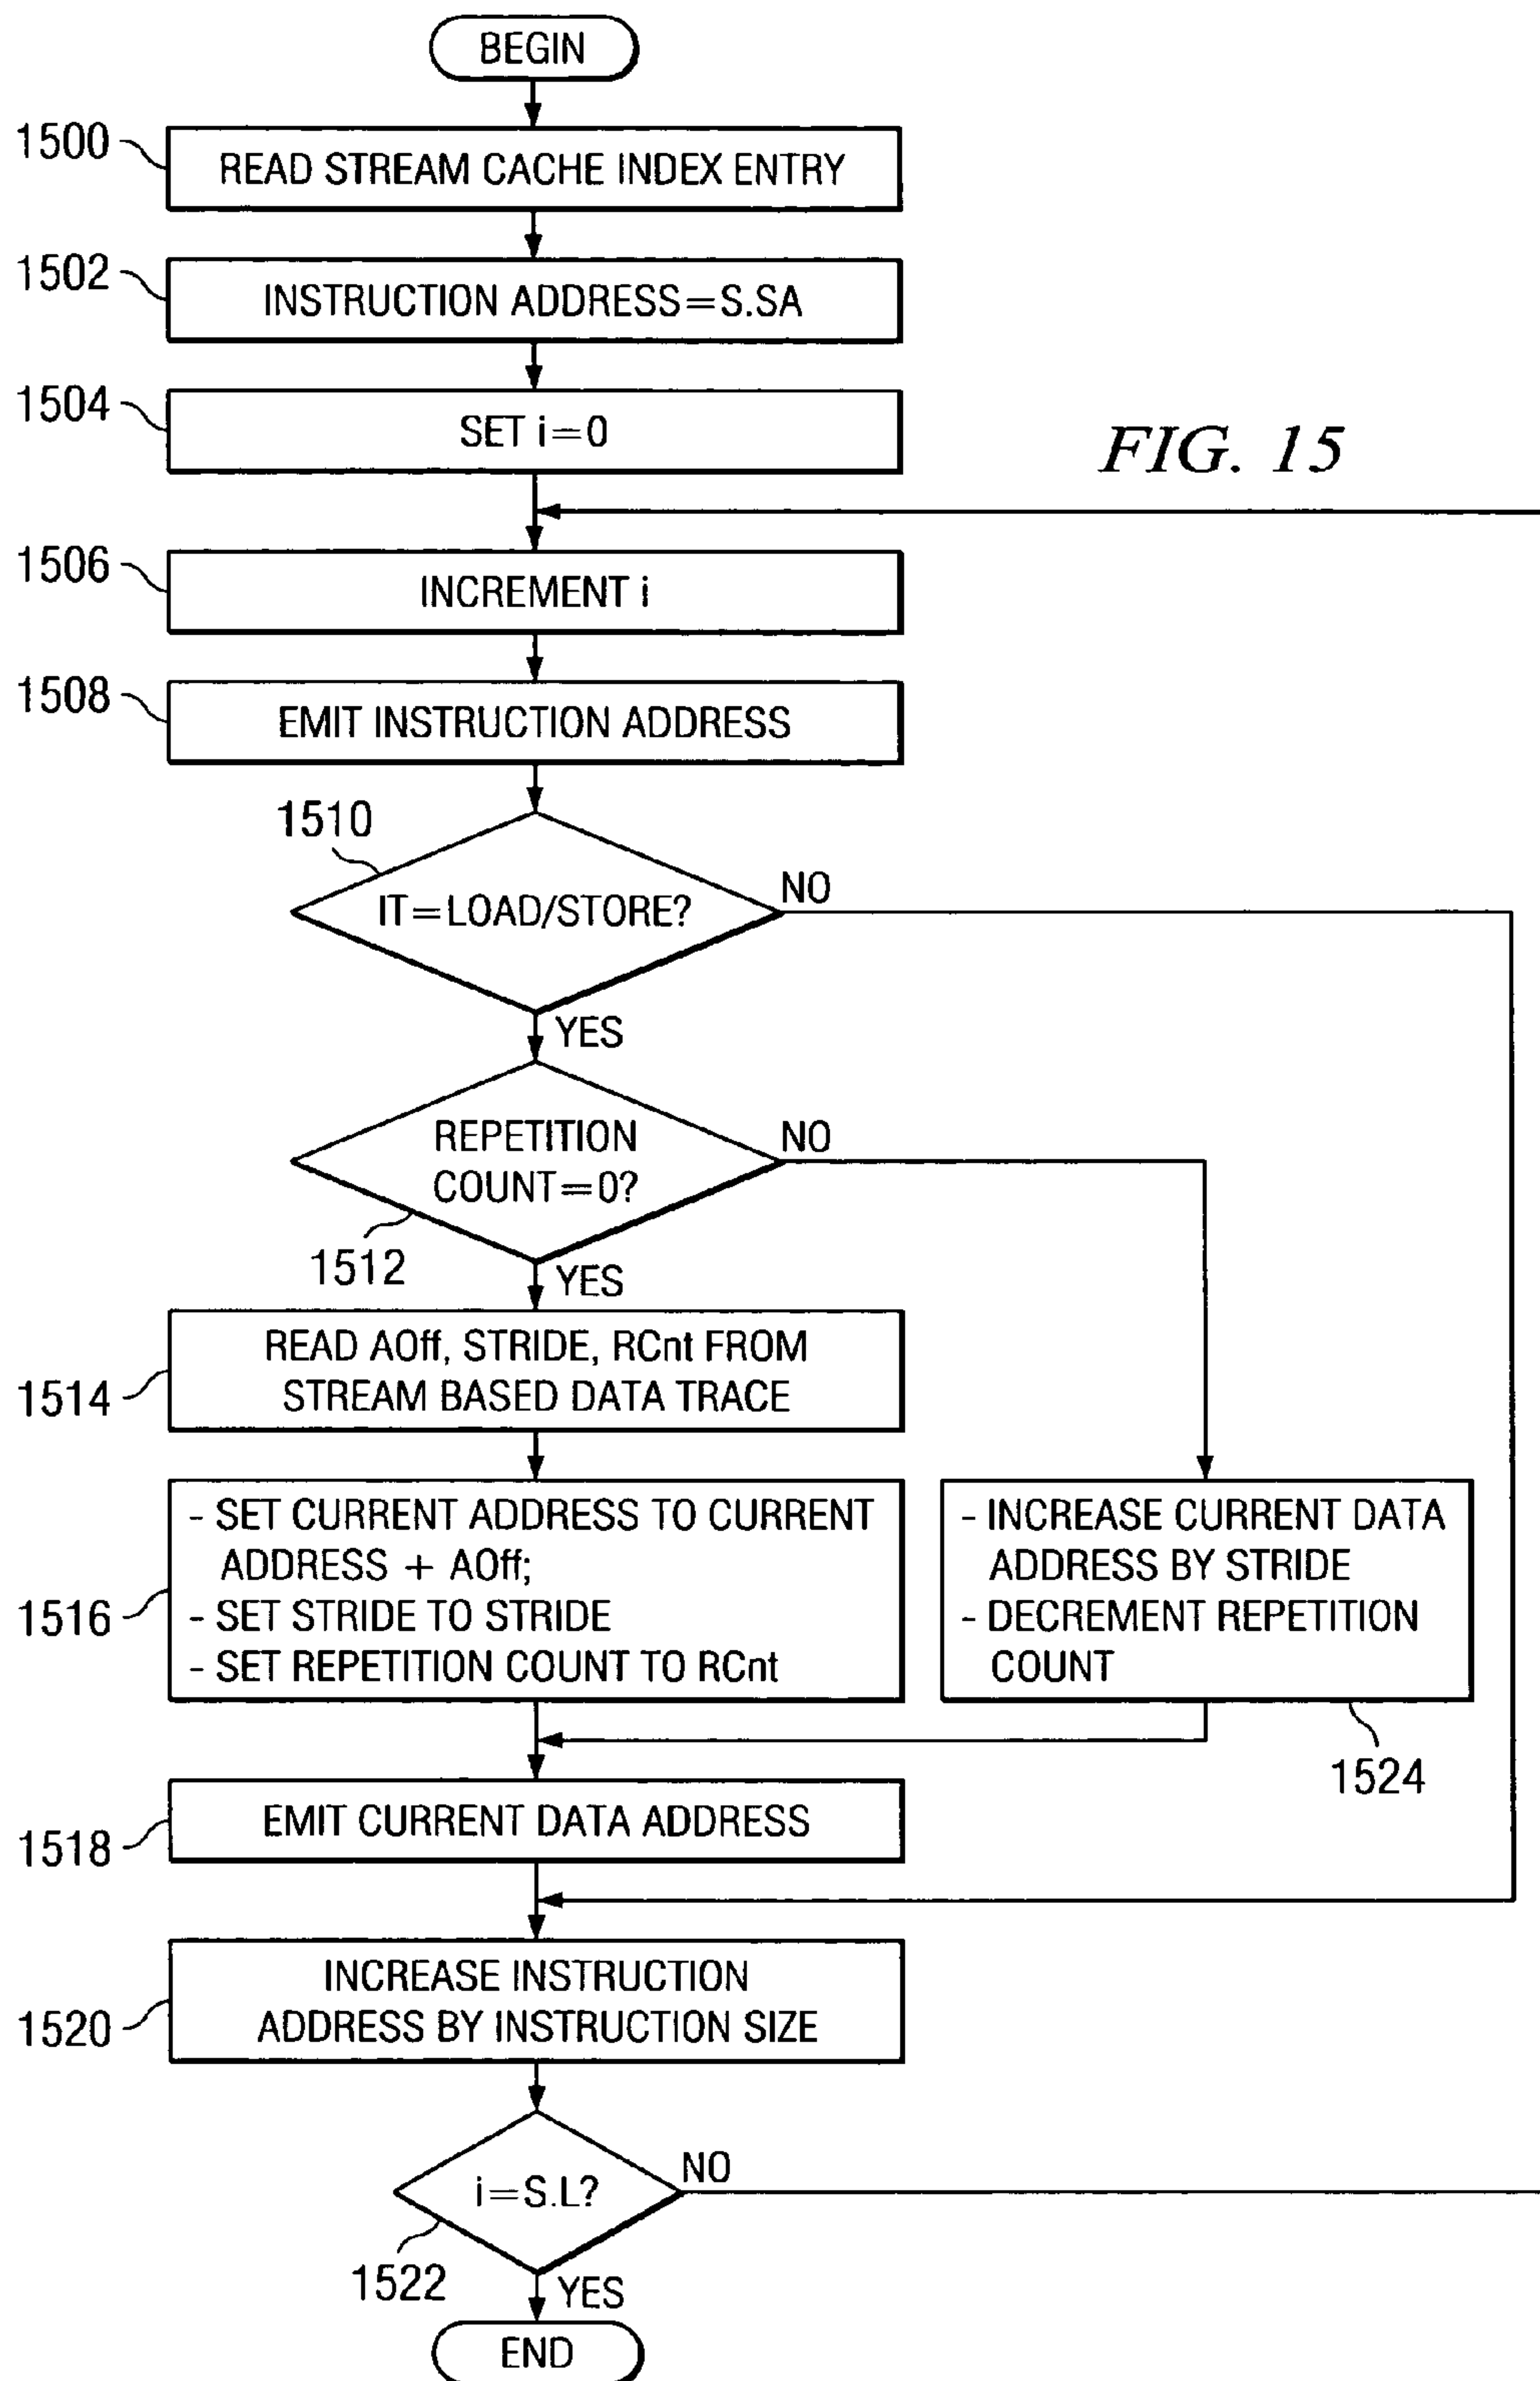 BEGIN
1500
READ STREAM CACHE INDEX ENTRY
1502
INSTRUCTION ADDRESS=S.SA
1504
SET i=0
FIG. 15
1506
INCREMENT i
1508
EMIT INSTRUCTION ADDRESS
1510
IT=LOAD/STORE?
NO
YES
REPETITION
COUNT=0?
NO
1512
YES
1514
READ AOff, STRIDE, RCnt FROM
STREAM BASED DATA TRACE
1516
- SET CURRENT ADDRESS TO CURRENT
ADDRESS + AOff;
- SET STRIDE TO STRIDE
- SET REPETITION COUNT TO RCnt
- INCREASE CURRENT DATA
ADDRESS BY STRIDE
- DECREMENT REPETITION
COUNT
1524
1518
EMIT CURRENT DATA ADDRESS
1520
INCREASE INSTRUCTION
ADDRESS BY INSTRUCTION SIZE
i=S.L?
NO
1522
YES
END